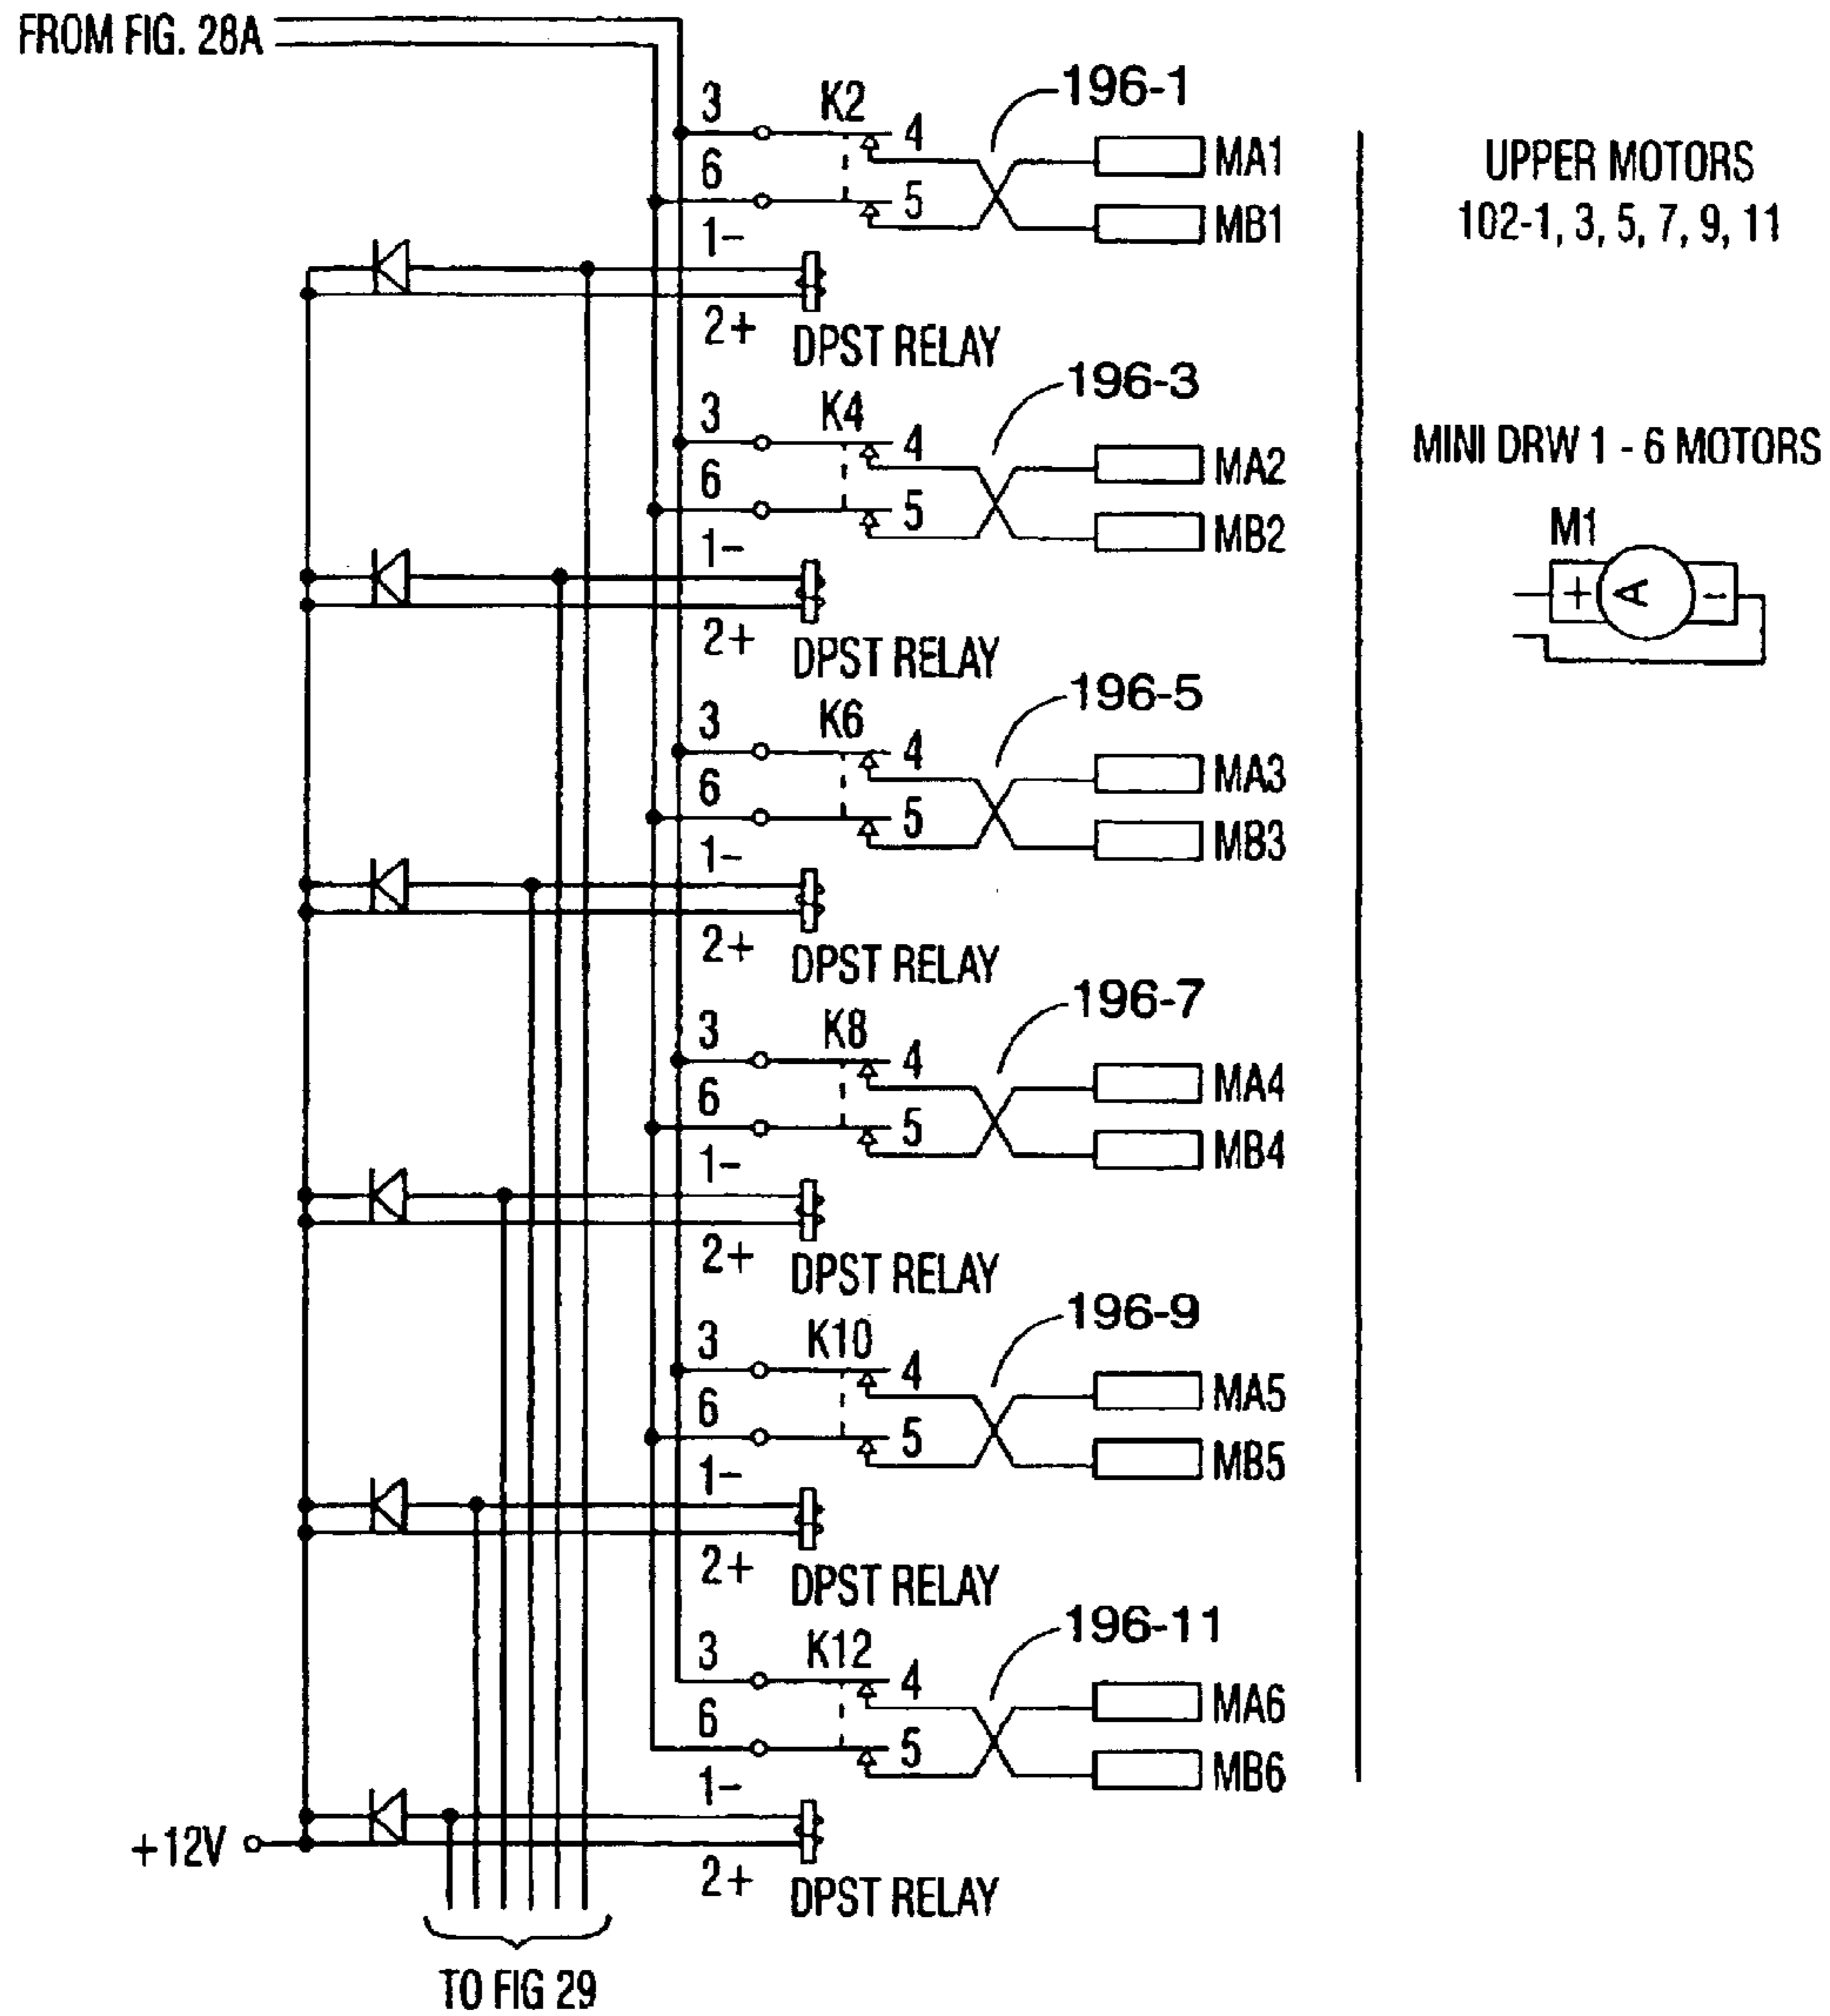 FROM FIG. 28A
3 K2 4 196-1
6 5 MA1
1- MB1
2+ DPST RELAY
3 K4 4 196-3
6 5 MA2
1- MB2
2+ DPST RELAY
3 K6 4 196-5
6 5 MA3
1- MB3
2+ DPST RELAY
3 K8 4 196-7
6 5 MA4
1- MB4
2+ DPST RELAY
3 K10 4 196-9
6 5 MA5
1- MB5
2+ DPST RELAY
3 K12 4 196-11
6 5 MA6
1- MB6
+12V
2+ DPST RELAY
TO FIG 29
UPPER MOTORS
102-1, 3, 5, 7, 9, 11
MINI DRW 1 - 6 MOTORS
M1
+ A -